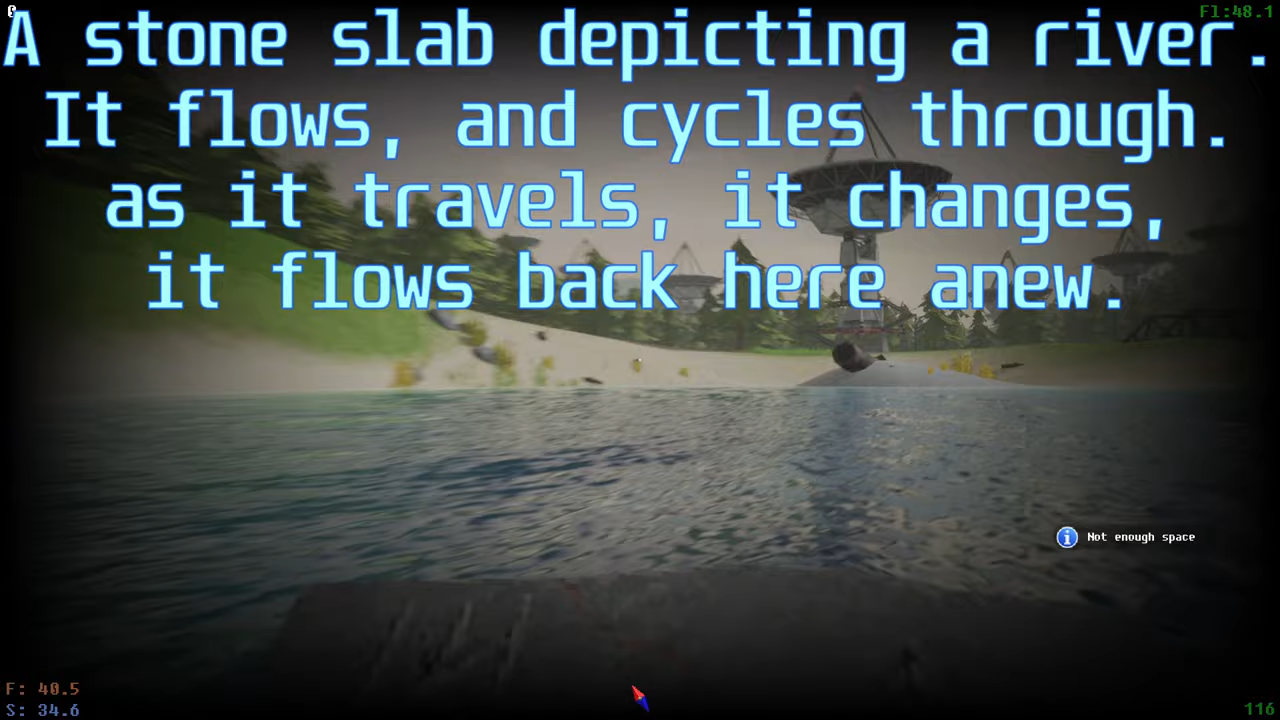 Fl:48.1
A stone slab depicting a river.
It flows, and cycles through.
as it travels, it changes,
it flows back here anew.
Not enough space
F: 40.5
S: 34.6
116